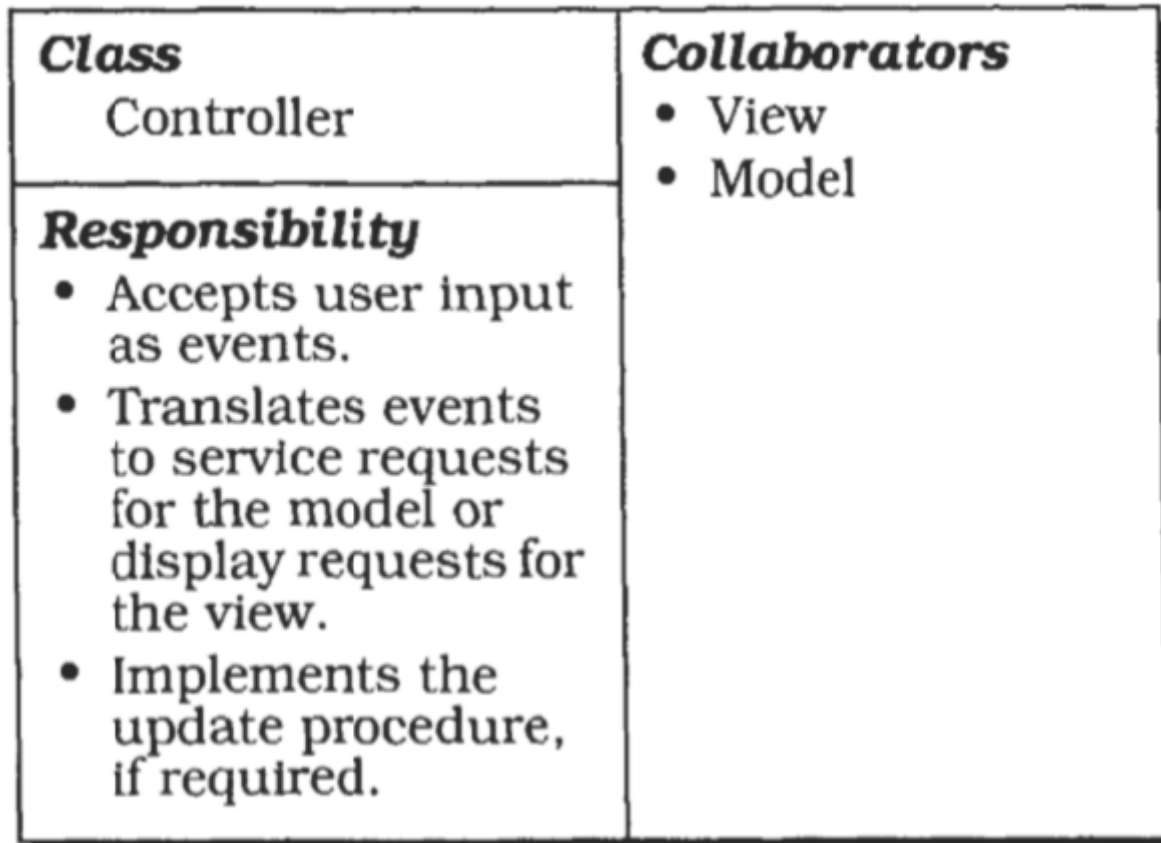 Class
Controller
Responsibility
• Accepts user input
as events.
• Translates events
to service requests
for the model or
display requests for
the view.
• Implements the
update procedure,
if required.
Collaborators
• View
• Model